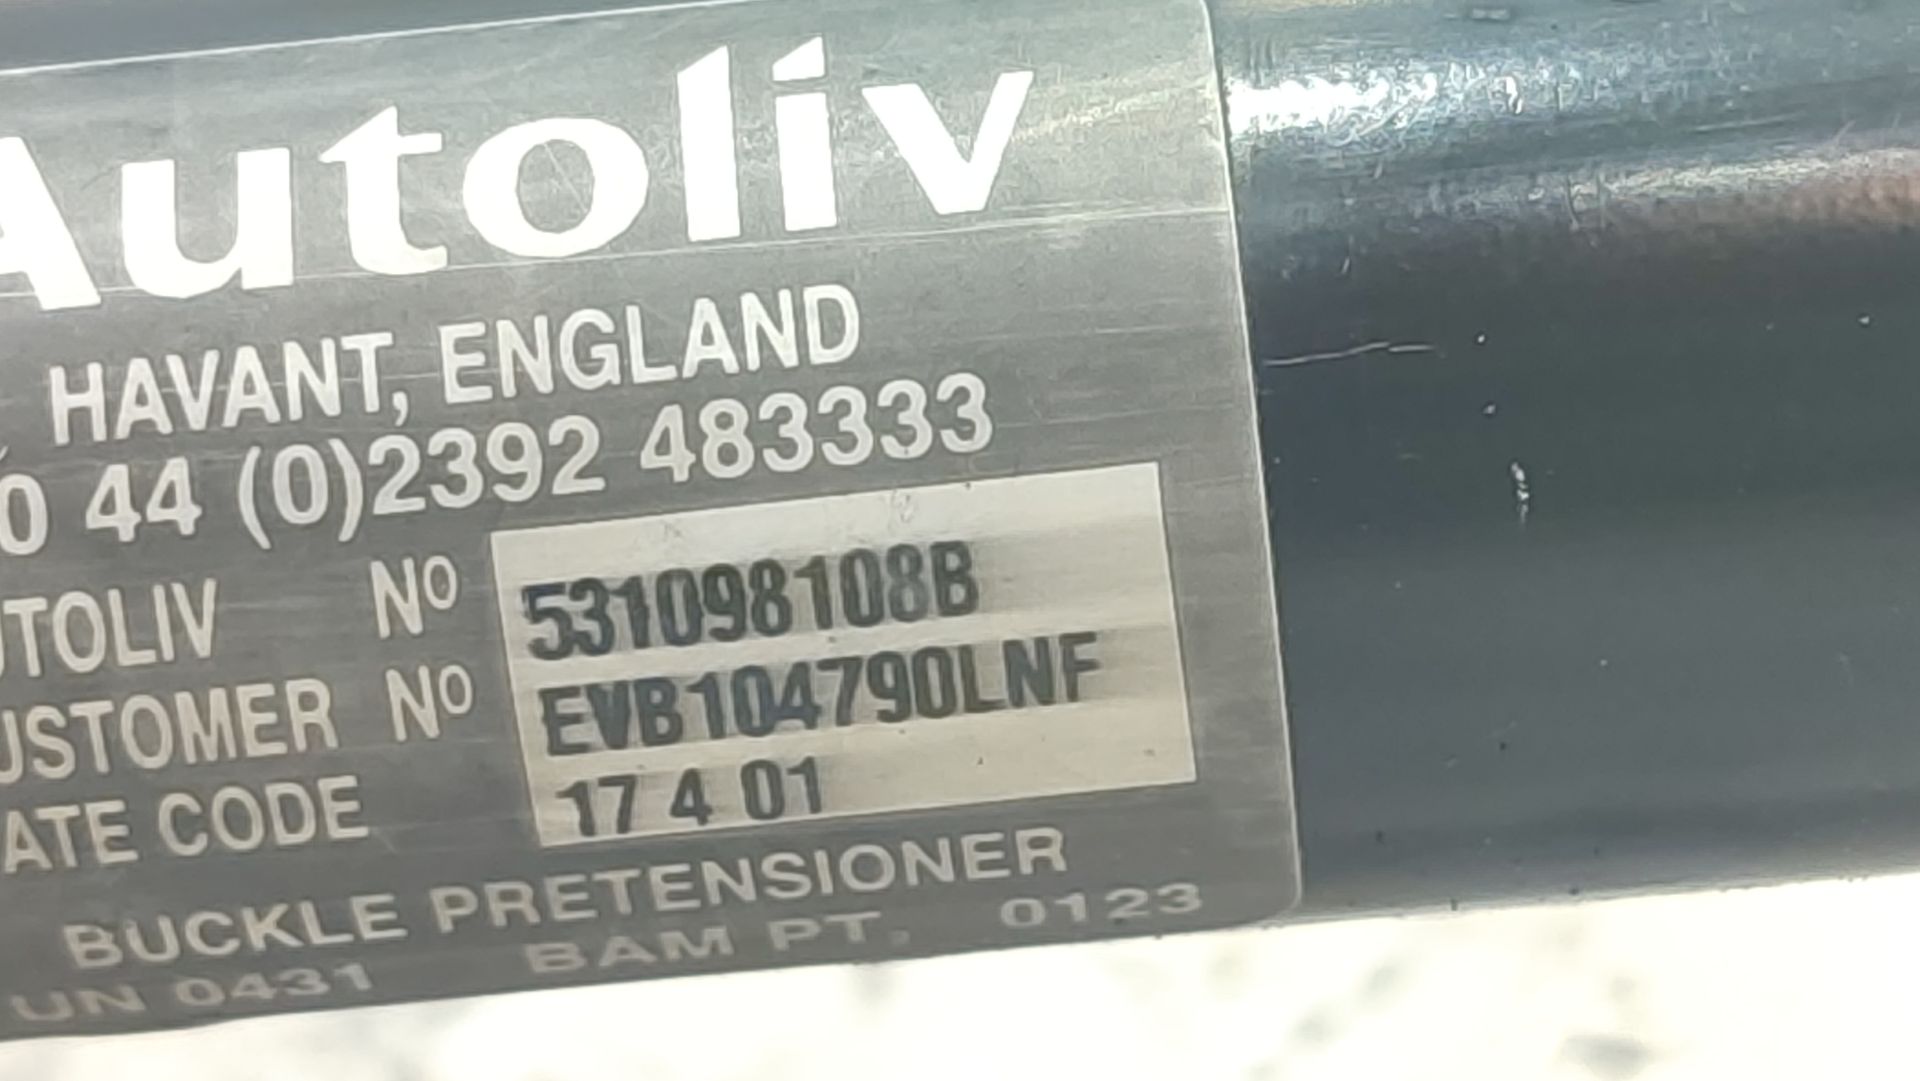 Autoliv
HAVANT, ENGLAND
0 44 (0)2392 483333
UTOLIV No 531098108B
USTOMER No EVB104790LNF
ATE CODE 17 4 01
BUCKLE PRETENSIONER
UN 0431 BAM PT, 0123